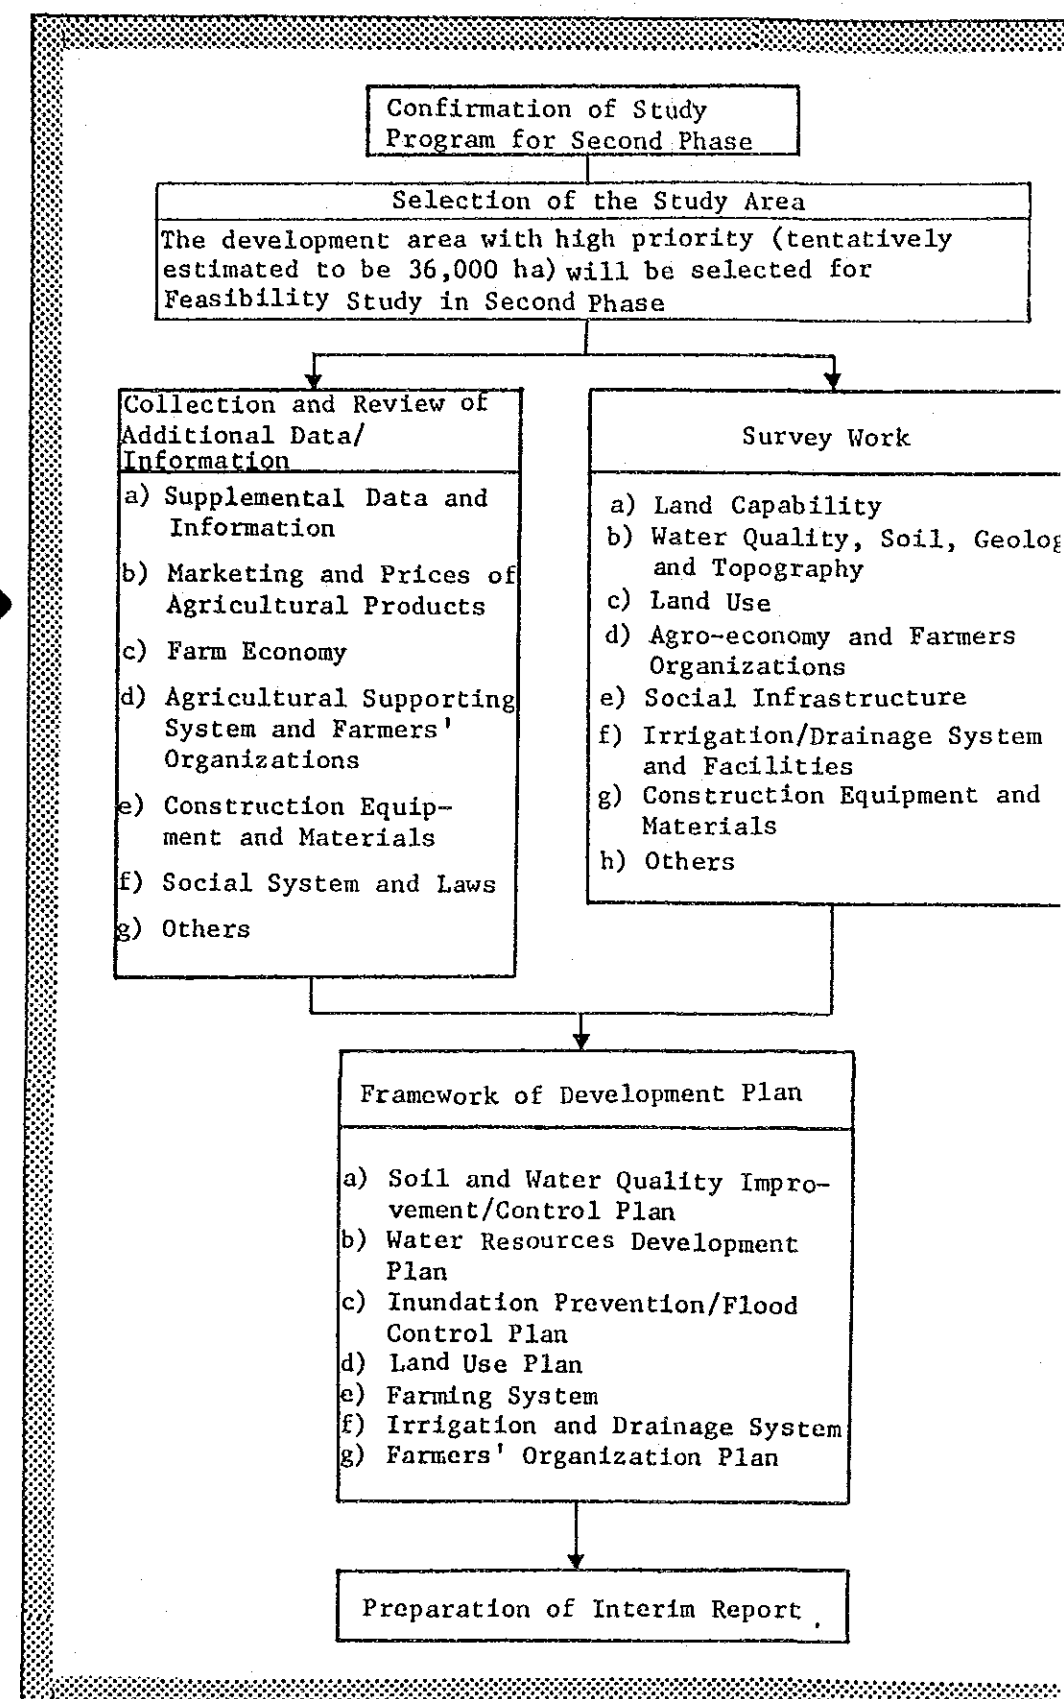 Confirmation of Study
Program for Second Phase
Selection of the Study Area
The development area with high priority (tentatively
estimated to be 36,000 ha) will be selected for
Feasibility Study in Second Phase
Collection and Review of
Additional Data/
Information
a) Supplemental Data and
Information
b) Marketing and Prices of
Agricultural Products
c) Farm Economy
d) Agricultural Supporting
System and Farmers'
Organizations
e) Construction Equip-
ment and Materials
f) Social System and Laws
g) Others
Survey Work
a) Land Capability
b) Water Quality, Soil, Geolog
and Topography
c) Land Use
d) Agro-economy and Farmers
Organizations
e) Social Infrastructure
f) Irrigation/Drainage System
and Facilities
g) Construction Equipment and
Materials
h) Others
Framework of Development Plan
a) Soil and Water Quality Impro-
vement/Control Plan
b) Water Resources Development
Plan
c) Inundation Prevention/Flood
Control Plan
d) Land Use Plan
e) Farming System
f) Irrigation and Drainage System
g) Farmers' Organization Plan
Preparation of Interim Report